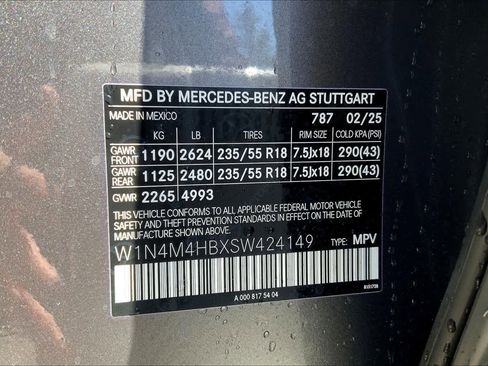 MFD BY MERCEDES-BENZ AG STUTTGART
MADE IN MEXICO 787 02/25
KG LB TIRES RIM SIZE COLD KPA (PSI)
GAWR FRONT 1190 2624 235/55 R18 7.5Jx18 290(43)
GAWR REAR 1125 2480 235/55 R18 7.5Jx18 290(43)
GVWR 2265 4993
THIS VEHICLE CONFORMS TO ALL APPLICABLE FEDERAL MOTOR VEHICLE
SAFETY AND THEFT PREVENTION STANDARDS IN EFFECT ON THE DATE OF
MANUFACTURE SHOWN ABOVE.
W1N4M4HBXSW424149 TYPE: MPV
A 000 817 54 04